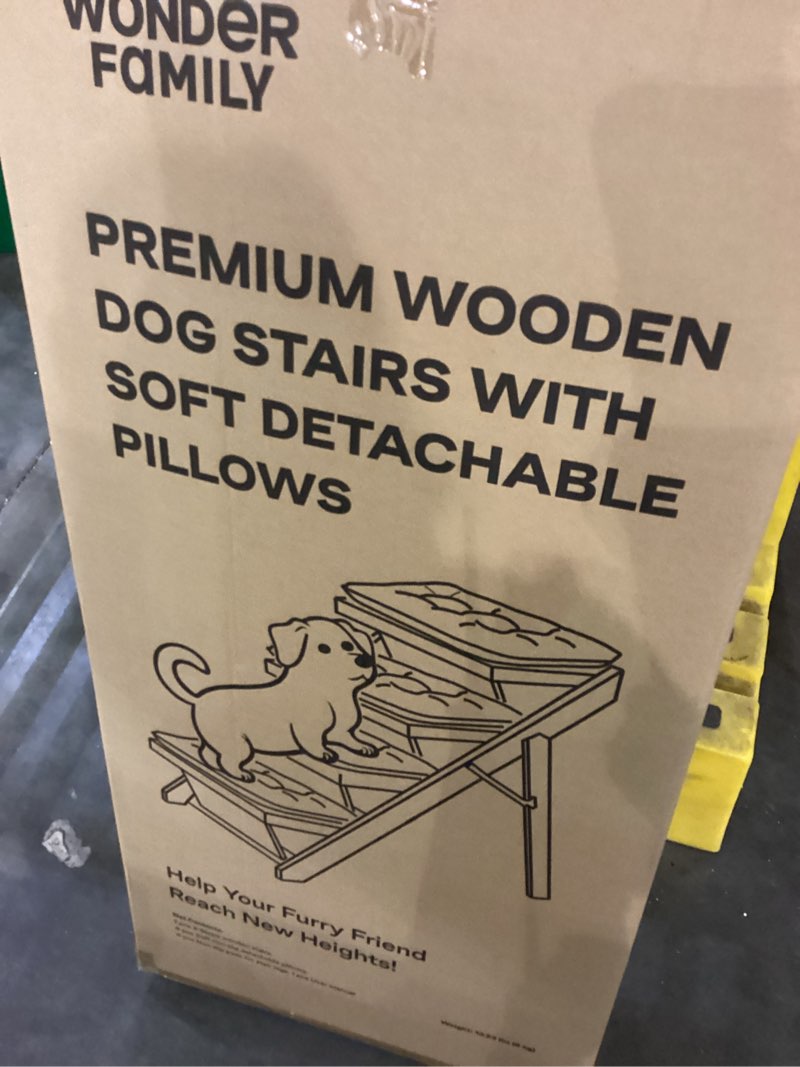 WONDER
FAMILY
PREMIUM WOODEN
DOG STAIRS WITH
SOFT DETACHABLE
PILLOWS
Help Your Furry Friend
Reach New Heights!